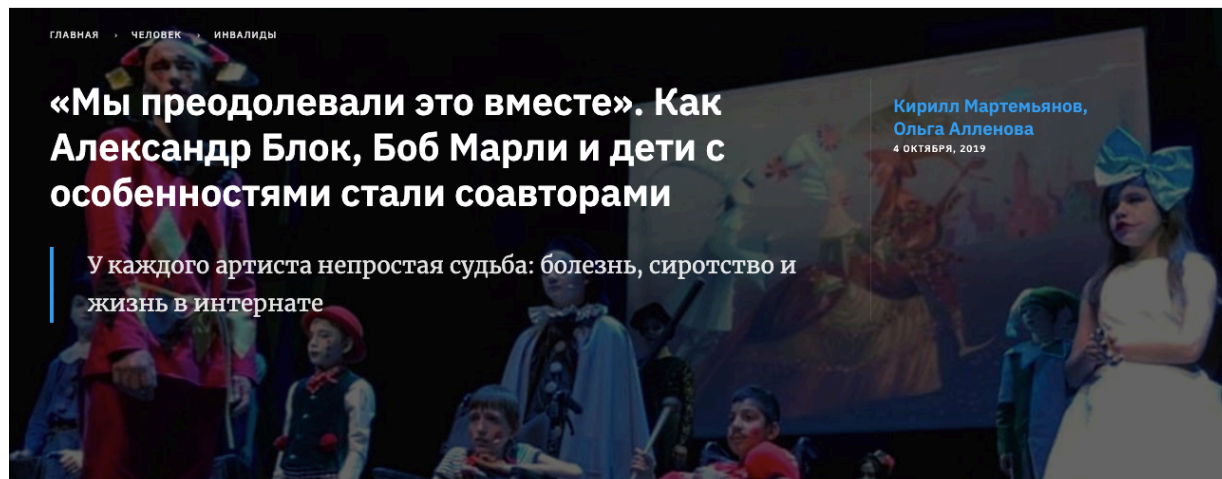 ГЛАВНАЯ › ЧЕЛОВЕК › ИНВАЛИДЫ
«Мы преодолевали это вместе». Как
Александр Блок, Боб Марли и дети с
особенностями стали соавторами
У каждого артиста непростая судьба: болезнь, сиротство и
жизнь в интернате
Кирилл Мартемьянов,
Ольга Алленова
4 ОКТЯБРЯ, 2019